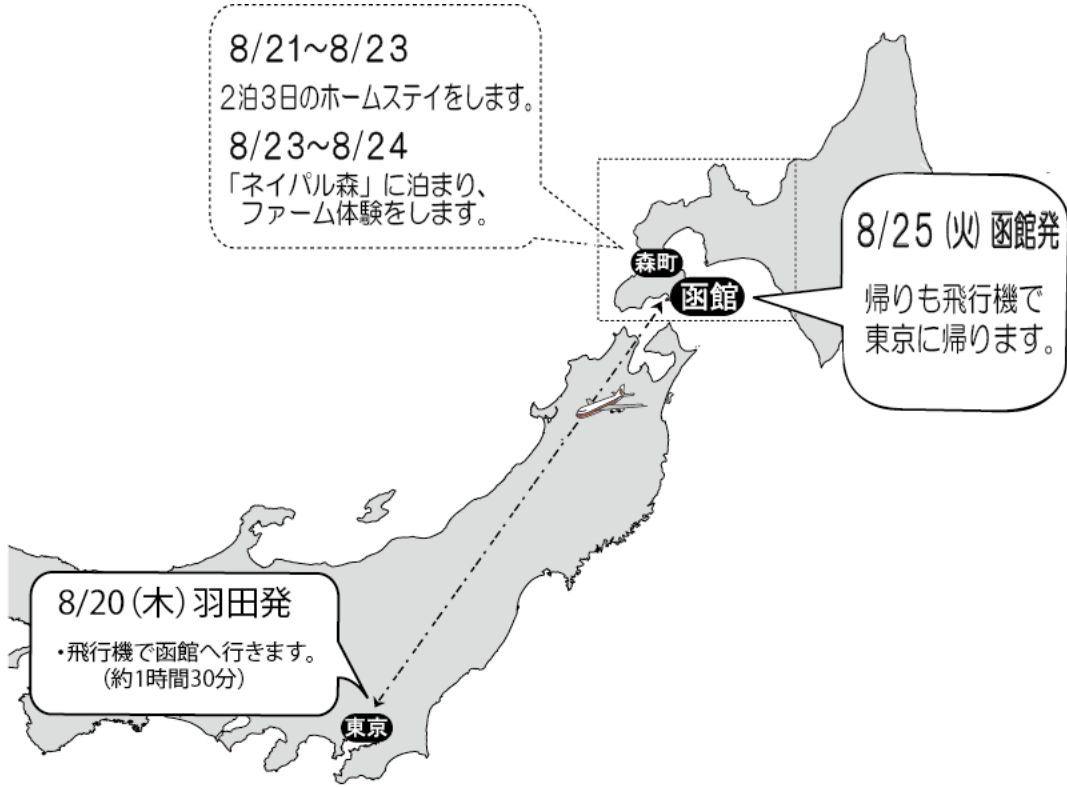 8/21~8/23
2泊3日のホームステイをします。
8/23~8/24
「ネイパル森」に泊まり、
ファーム体験をします。
8/25(火)函館発
帰りも飛行機で
東京に帰ります。
森町
函館
8/20(木)羽田発
・飛行機で函館へ行きます。
(約1時間30分)
東京